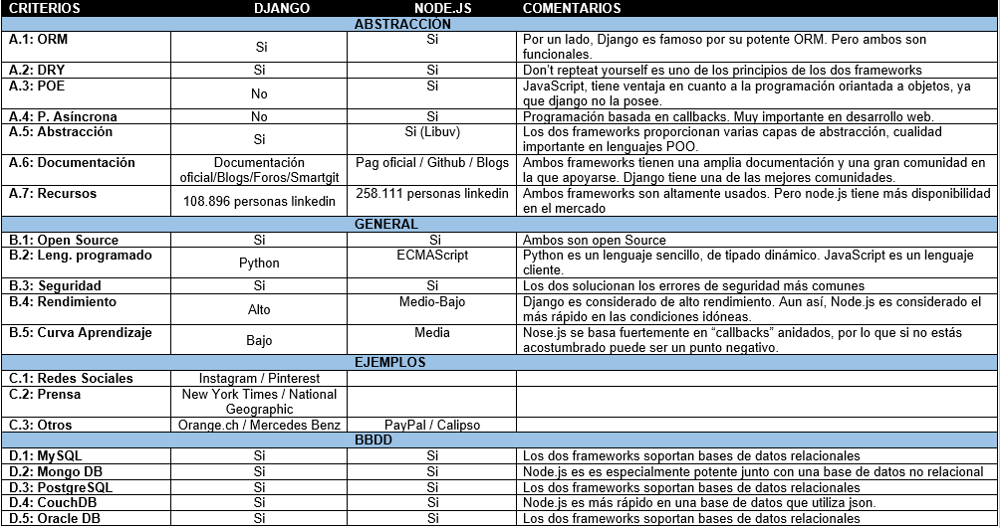 CRITERIOS DJANGO NODE.JS COMENTARIOS
ABSTRACCIÓN
A.1: ORM Si Si Por un lado, Django es famoso por su potente ORM. Pero ambos son
funcionales.
A.2: DRY Si Si Don't repteat yourself es uno de los principios de los dos frameworks
A.3: POE No Si JavaScript, tiene ventaja en cuanto a la programación oriantada a objetos, ya
que django no la posee.
A.4: P. Asíncrona No Si Programación basada en callbacks. Muy importante en desarrollo web.
A.5: Abstracción Si Si (Libuv) Los dos frameworks proporcionan varias capas de abstracción, cualidad
importante en lenguajes POO.
A.6: Documentación Documentación Pag oficial / Github / Blogs Ambos frameworks tienen una amplia documentación y una gran comunidad en
oficial/Blogs/Foros/Smartgit la que apoyarse. Django tiene una de las mejores comunidades.
A.7: Recursos 108.896 personas linkedin 258.111 personas linkedin Ambos frameworks son altamente usados. Pero node.js tiene más disponibilidad
en el mercado
GENERAL
B.1: Open Source Si Si Ambos son open Source
B.2: Leng. programado Python ECMAScript Python es un lenguaje sencillo, de tipado dinámico. JavaScript es un lenguaje
cliente.
B.3: Seguridad Si Si Los dos solucionan los errores de seguridad más comunes
B.4: Rendimiento Alto Medio-Bajo Django es considerado de alto rendimiento. Aun así, Node.js es considerado el
más rápido en las condiciones idóneas.
B.5: Curva Aprendizaje Bajo Media Nose.js se basa fuertemente en “callbacks” anidados, por lo que si no estás
acostumbrado puede ser un punto negativo.
EJEMPLOS
C.1: Redes Sociales Instagram / Pinterest
C.2: Prensa New York Times / National
Geographic
C.3: Otros Orange.ch / Mercedes Benz PayPal / Calipso
BBDD
D.1: MySQL Si Si Los dos frameworks soportan bases de datos relacionales
D.2: Mongo DB Si Si Node.js es es especialmente potente junto con una base de datos no relacional
D.3: PostgreSQL Si Si Los dos frameworks soportan bases de datos relacionales
D.4: CouchDB Si Si Node.js es más rápido en una base de datos que utiliza json.
D.5: Oracle DB Si Si Los dos frameworks soportan bases de datos relacionales